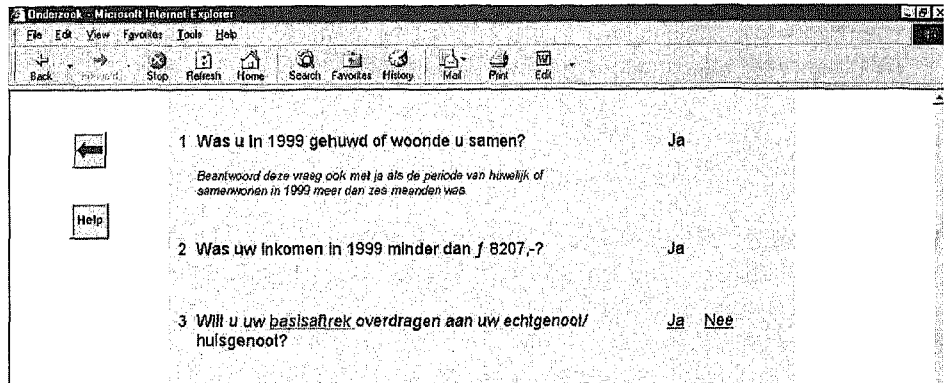 Onderzoek - Microsoft Internet Explorer
File Edit View Favorites Tools Help
Back Forward Stop Refresh Home Search Favorites History Mail Print Edit
1 Was u in 1999 gehuwd of woonde u samen? Ja
Beantwoord deze vraag ook met ja als de periode van huwelijk of
samenwonen in 1999 meer dan zes maanden was.
Help
2 Was uw inkomen in 1999 minder dan ƒ 8207,-? Ja
3 Wilt u uw basisaftrek overdragen aan uw echtgenoot/ Ja Nee
huisgenoot?